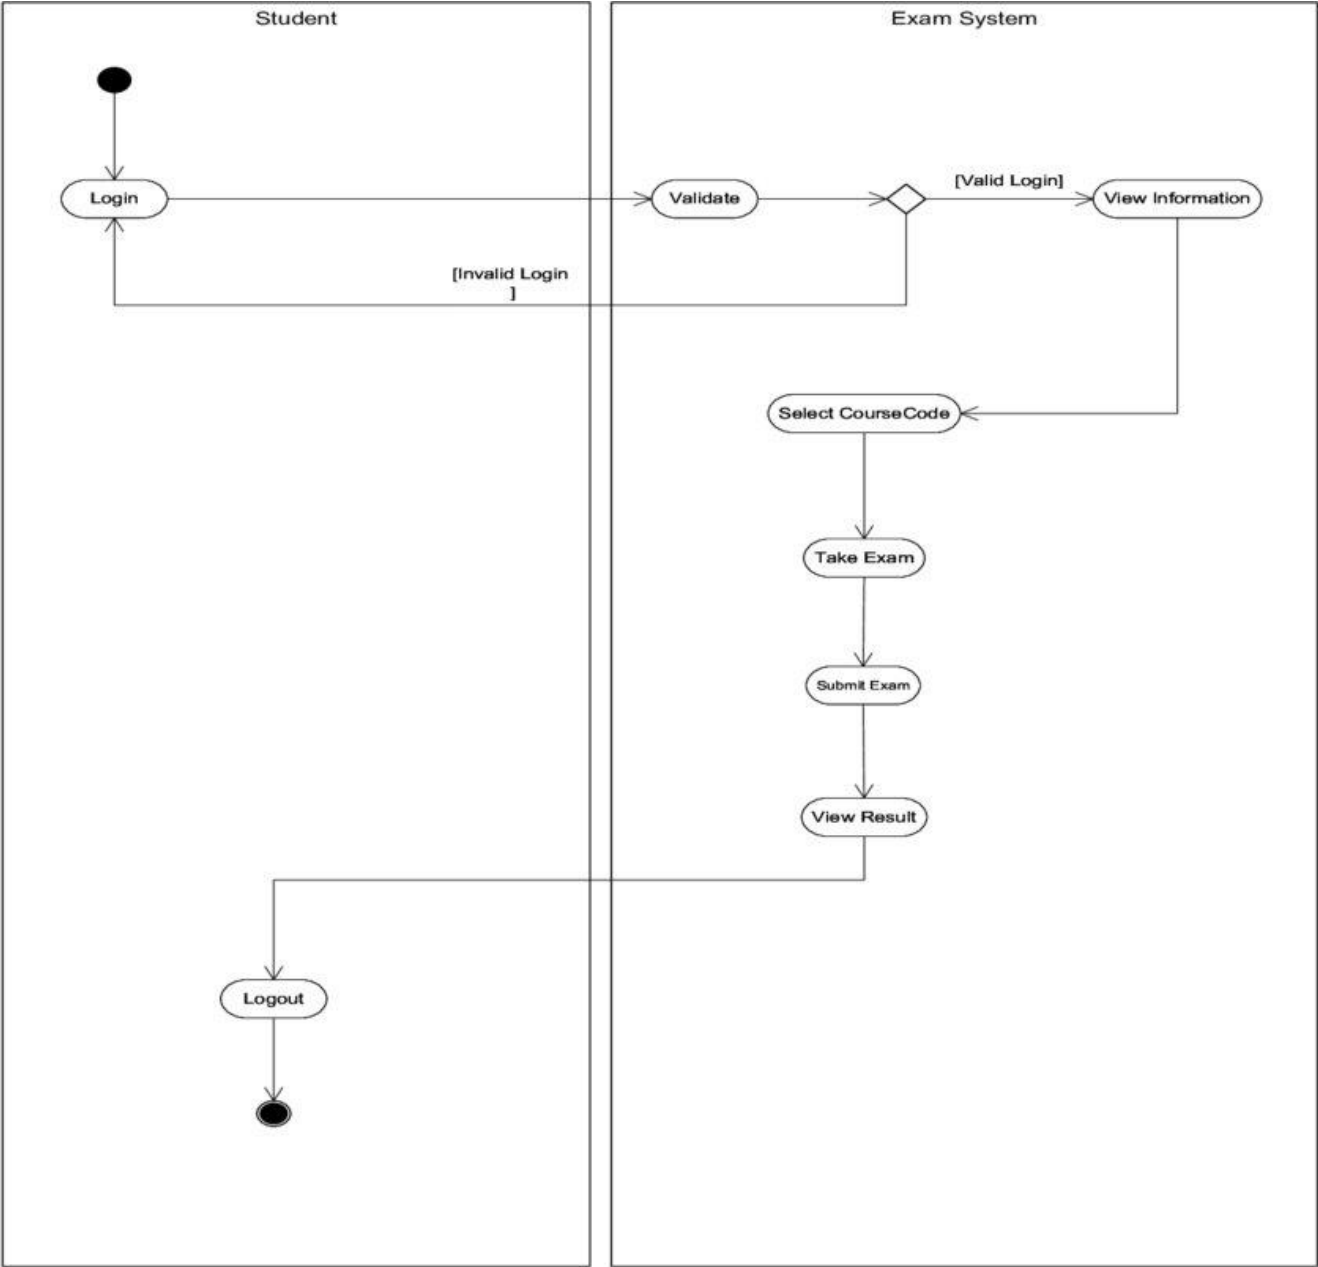 Student
Exam System
Login
Validate
[Valid Login]
View Information
[Invalid Login
]
Select CourseCode
Take Exam
Submit Exam
View Result
Logout